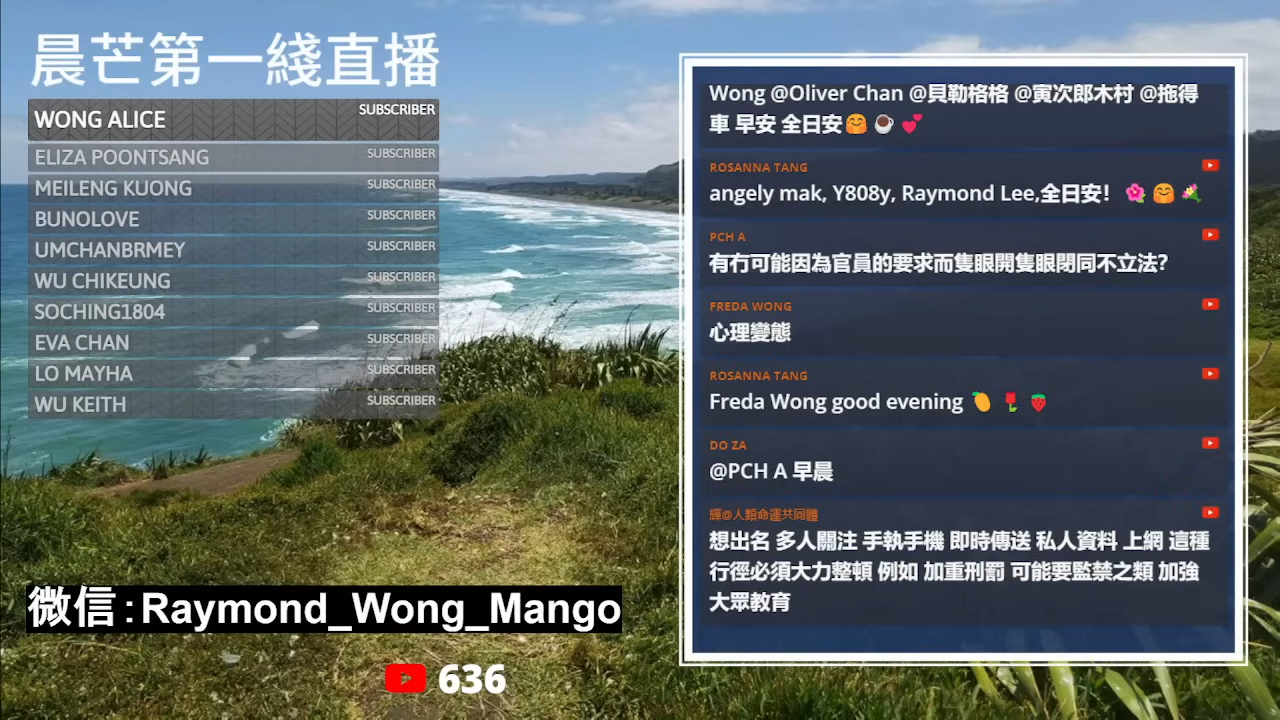 晨芒第一綫直播
WONG ALICE SUBSCRIBER
ELIZA POONTSANG SUBSCRIBER
MEILENG KUONG SUBSCRIBER
BUNOLOVE SUBSCRIBER
UMCHANBRMEY SUBSCRIBER
WU CHIKEUNG SUBSCRIBER
SOCHING1804 SUBSCRIBER
EVA CHAN SUBSCRIBER
LO MAYHA SUBSCRIBER
WU KEITH SUBSCRIBER
微信:Raymond_Wong_Mango
636
Wong @Oliver Chan @貝勒格格 @寅次郎木村 @拖得
車 早安 全日安🤗 ☕ 💕
ROSANNA TANG
angely mak, Y808y, Raymond Lee,全日安! 🌺 🤗 💐
PCH A
有冇可能因為官員的要求而隻眼開隻眼閉同不立法?
FREDA WONG
心理變態
ROSANNA TANG
Freda Wong good evening 🥭 🌷 🍓
DO ZA
@PCH A 早晨
輝@人類命運共同體
想出名 多人關注 手執手機 即時傳送 私人資料 上網 這種
行徑必須大力整頓 例如 加重刑罰 可能要監禁之類 加強
大眾教育